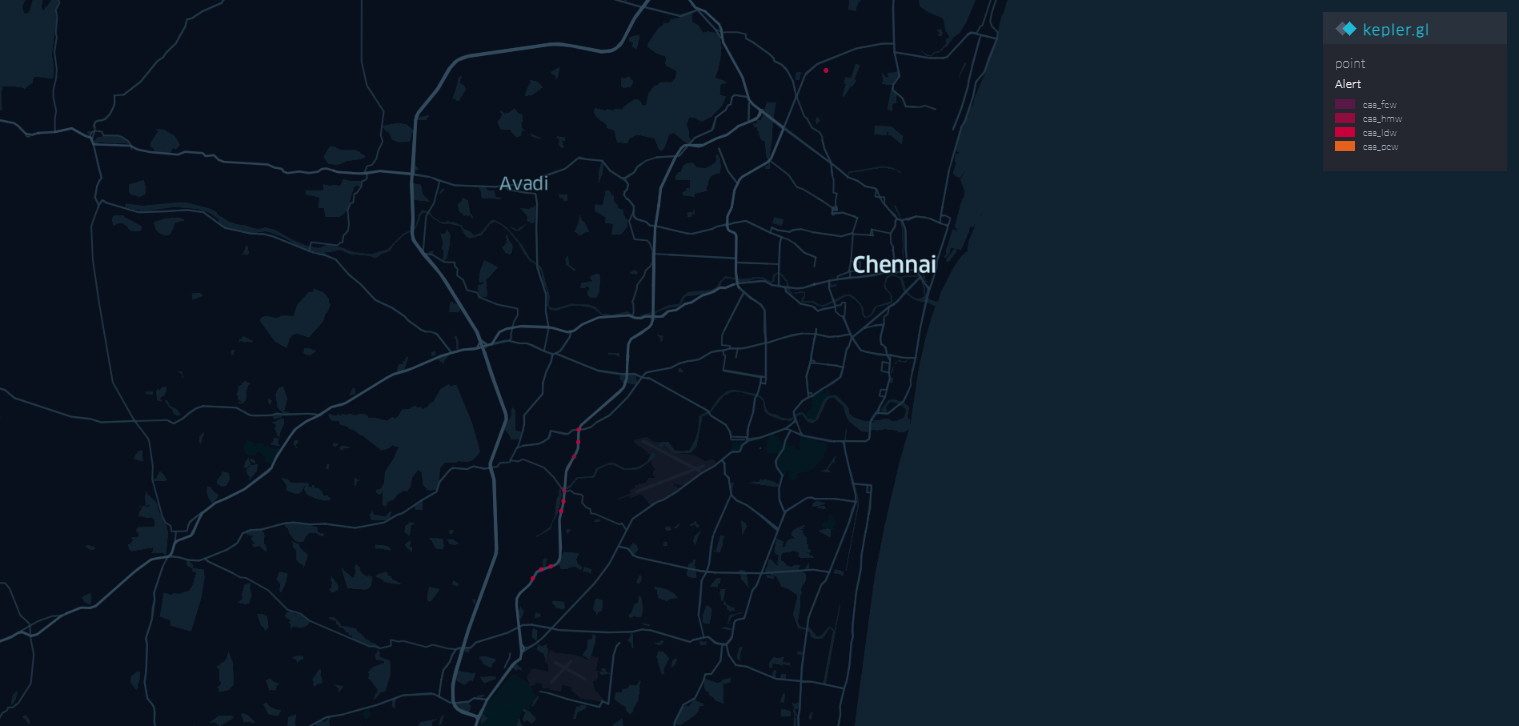 kepler.gl
point
Alert
cas_fcw
cas_hmw
cas_ldw
cas_pcw
Avadi
Chennai